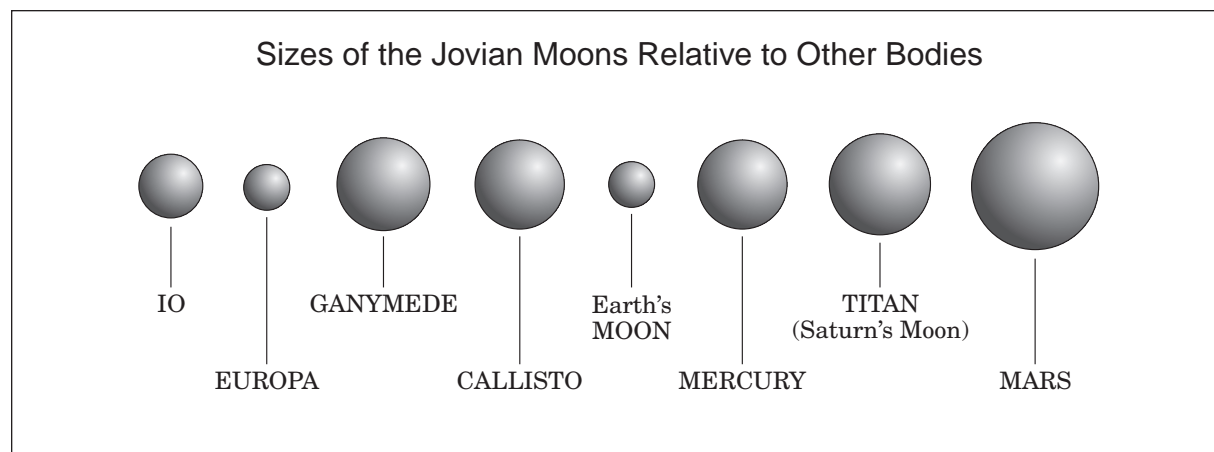 Sizes of the Jovian Moons Relative to Other Bodies
IO
EUROPA
GANYMEDE
CALLISTO
Earth's
MOON
MERCURY
TITAN
(Saturn's Moon)
MARS